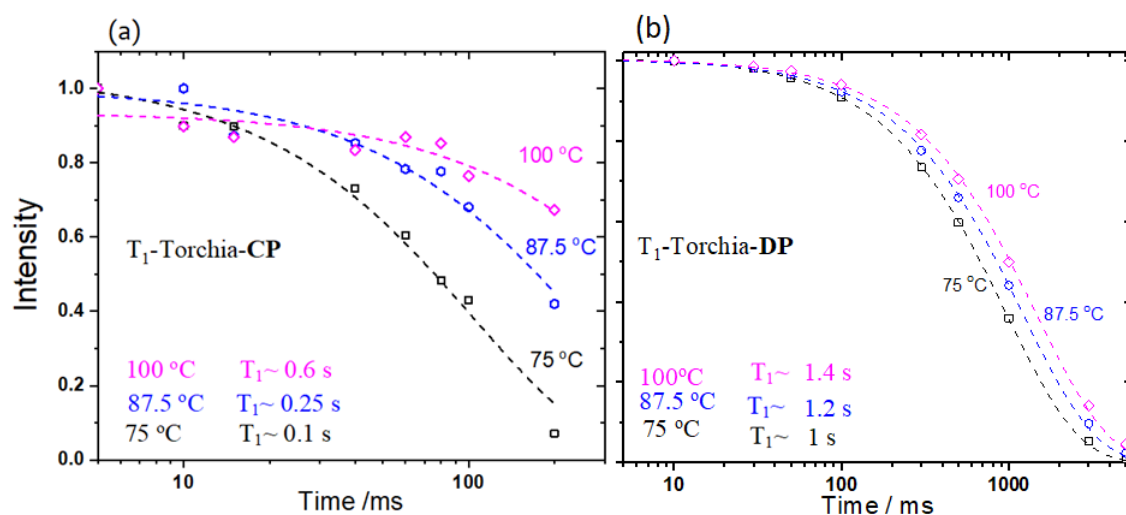 (a)
Intensity
1.0
0.8
0.6
0.4
0.2
0.0
100 °C
87.5 °C
75 °C
T₁-Torchia-CP
100 °C T₁~ 0.6 s
87.5 °C T₁~ 0.25 s
75 °C T₁~ 0.1 s
10 100
Time /ms
(b)
100 °C
75 °C
87.5 °C
T₁-Torchia-DP
100°C T₁~ 1.4 s
87.5 °C T₁~ 1.2 s
75 °C T₁~ 1 s
10 100 1000
Time / ms